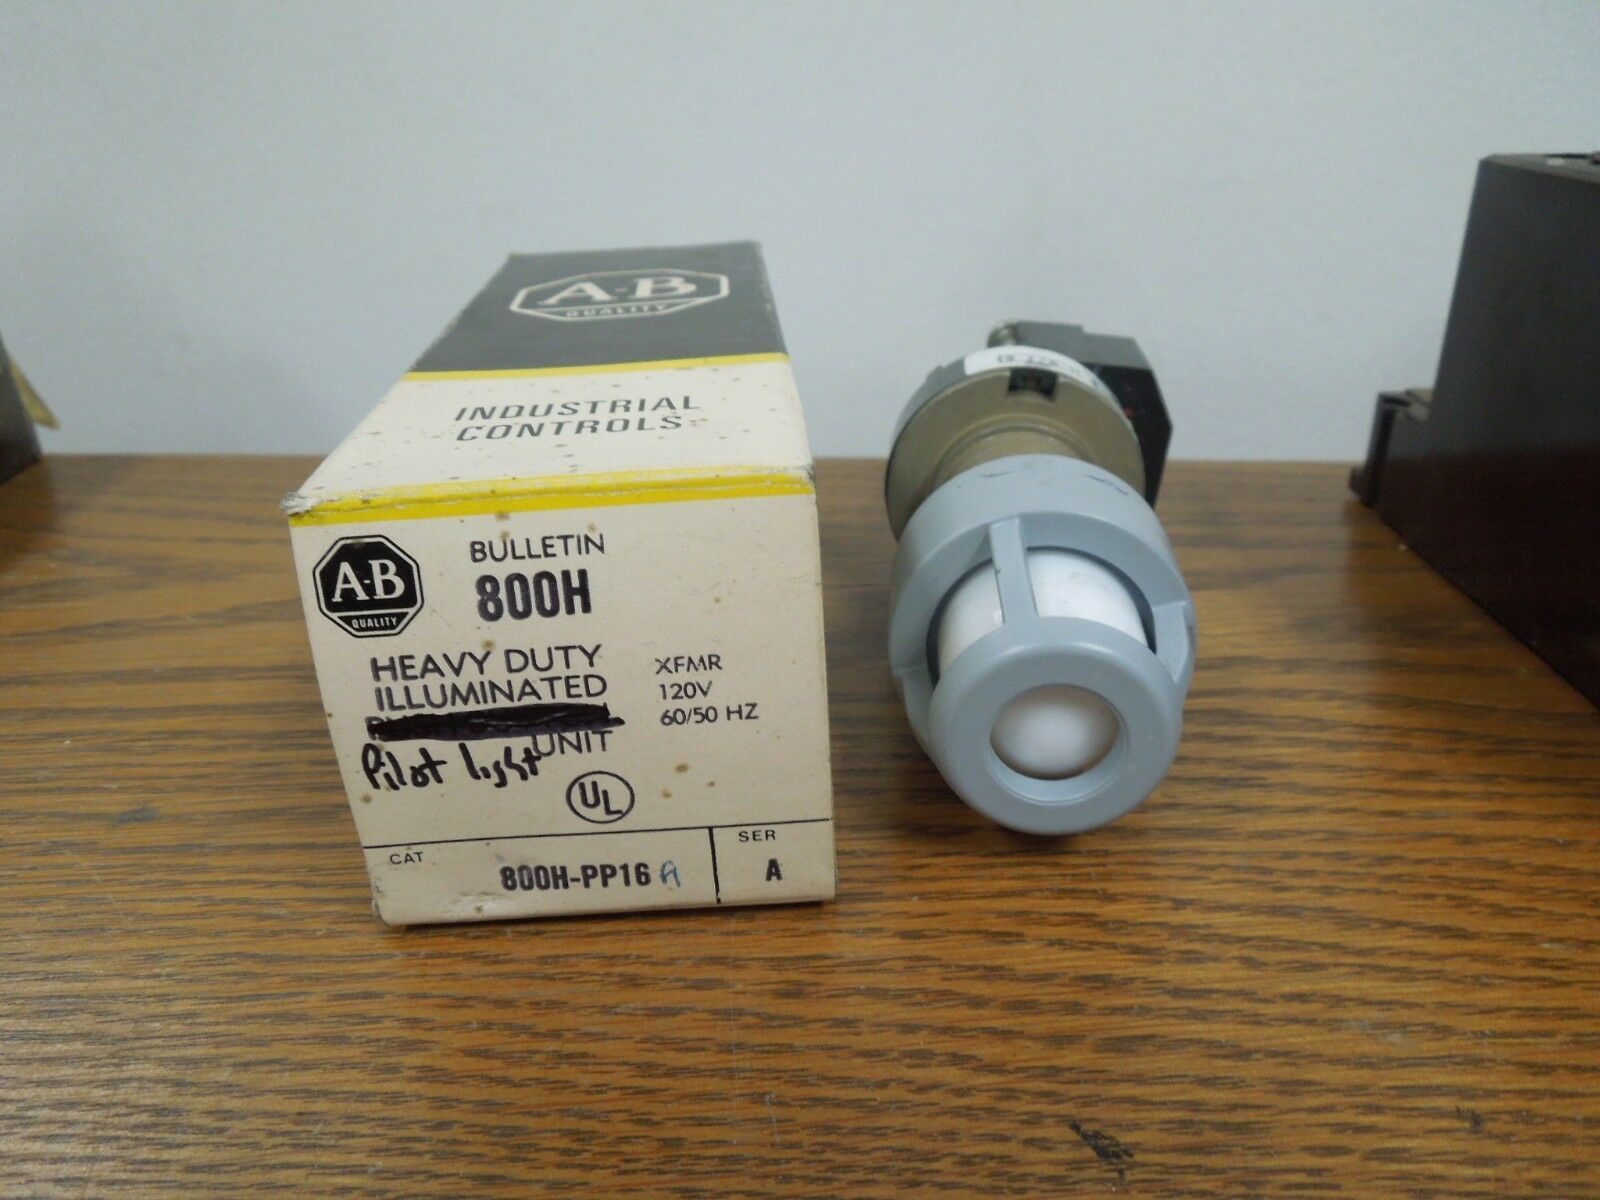 A-B
QUALITY
INDUSTRIAL
CONTROLS
A-B
QUALITY
BULLETIN
800H
HEAVY DUTY
ILLUMINATED
UNIT
Pilot light
XFMR
120V
60/50 HZ
UL
CAT
800H-PP16 A
SER
A